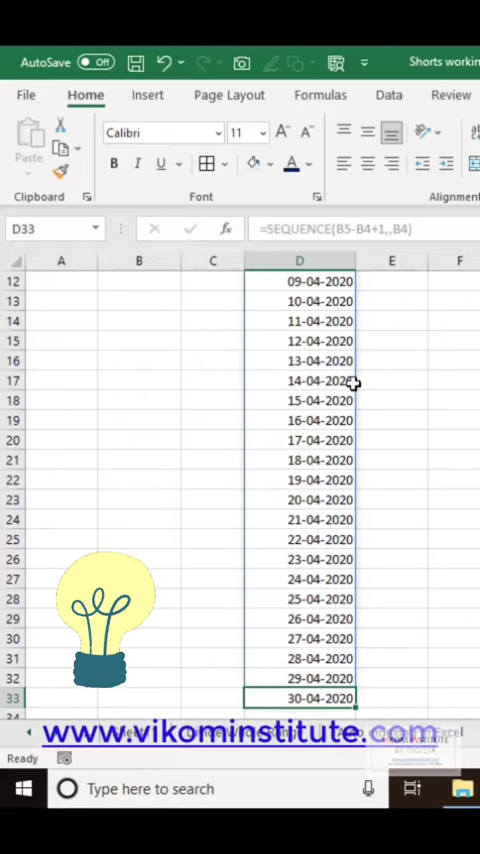 AutoSave Off Shorts workin
File Home Insert Page Layout Formulas Data Review
Paste Calibri 11 A A ab
B I U A
Clipboard Font Alignment
D33 fx =SEQUENCE(B5-B4+1,,B4)
A B C D E F
12 09-04-2020
13 10-04-2020
14 11-04-2020
15 12-04-2020
16 13-04-2020
17 14-04-2020
18 15-04-2020
19 16-04-2020
20 17-04-2020
21 18-04-2020
22 19-04-2020
23 20-04-2020
24 21-04-2020
25 22-04-2020
26 23-04-2020
27 24-04-2020
28 25-04-2020
29 26-04-2020
30 27-04-2020
31 28-04-2020
32 29-04-2020
33 30-04-2020
34
www.vikominstitute.com
Excel
Ready
Type here to search